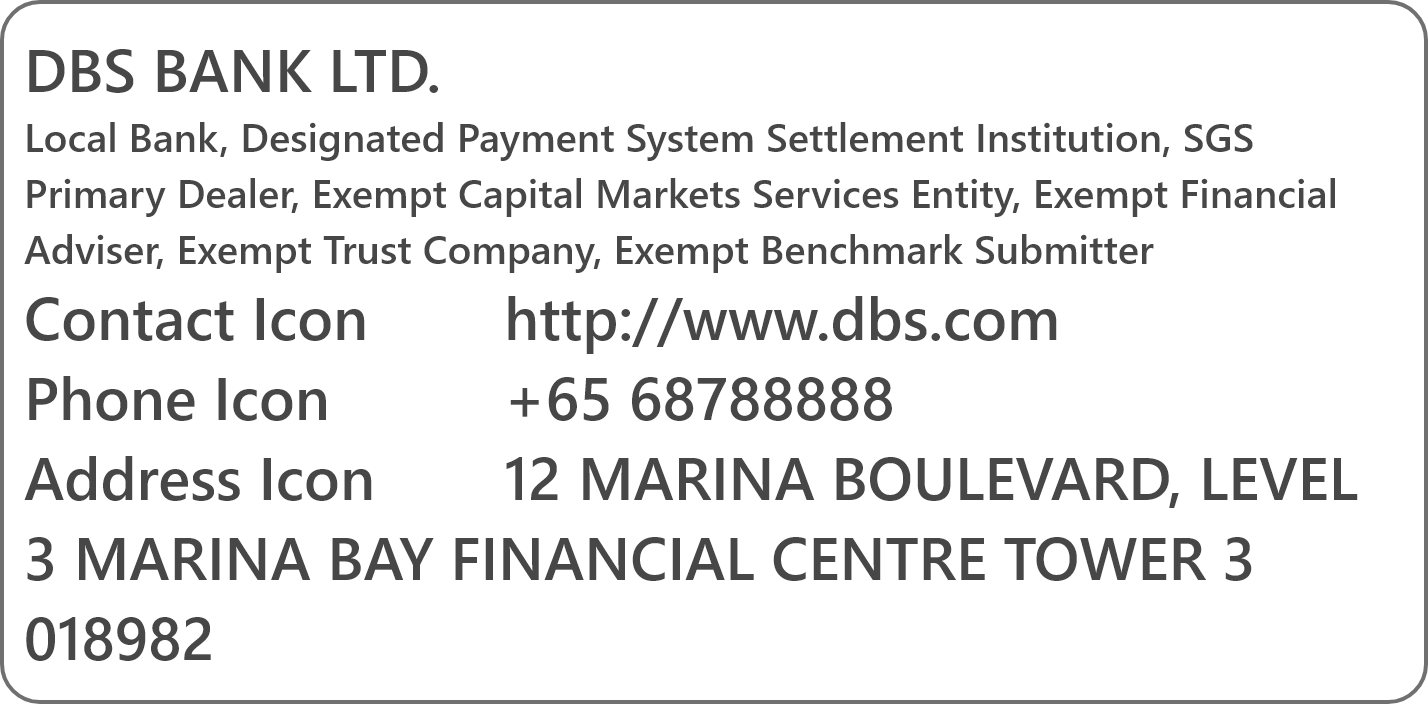 DBS BANK LTD.
Local Bank, Designated Payment System Settlement Institution, SGS
Primary Dealer, Exempt Capital Markets Services Entity, Exempt Financial
Adviser, Exempt Trust Company, Exempt Benchmark Submitter
Contact Icon http://www.dbs.com
Phone Icon +65 68788888
Address Icon 12 MARINA BOULEVARD, LEVEL
3 MARINA BAY FINANCIAL CENTRE TOWER 3
018982